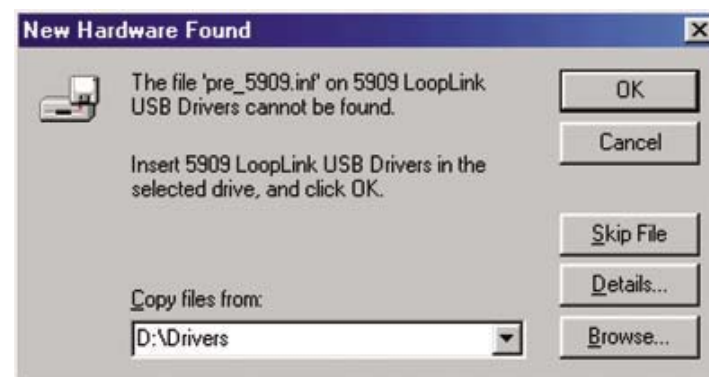 New Hardware Found
The file 'pre_5909.inf' on 5909 LoopLink
USB Drivers cannot be found.
Insert 5909 LoopLink USB Drivers in the
selected drive, and click OK.
Copy files from:
D:\Drivers
OK
Cancel
Skip File
Details...
Browse...